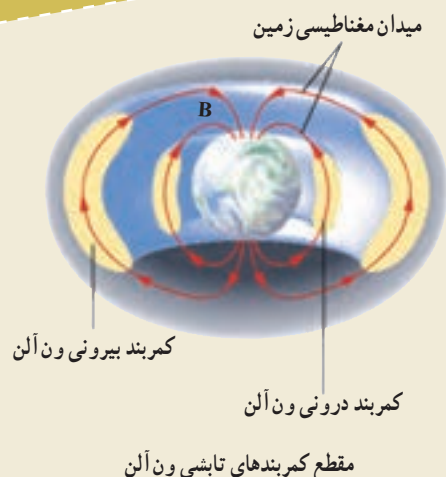 میدان مغناطیسی زمین
B
کمربند بیرونی ون آلن
کمربند درونی ون آلن
مقطع کمربندهای تابشی ون آلن